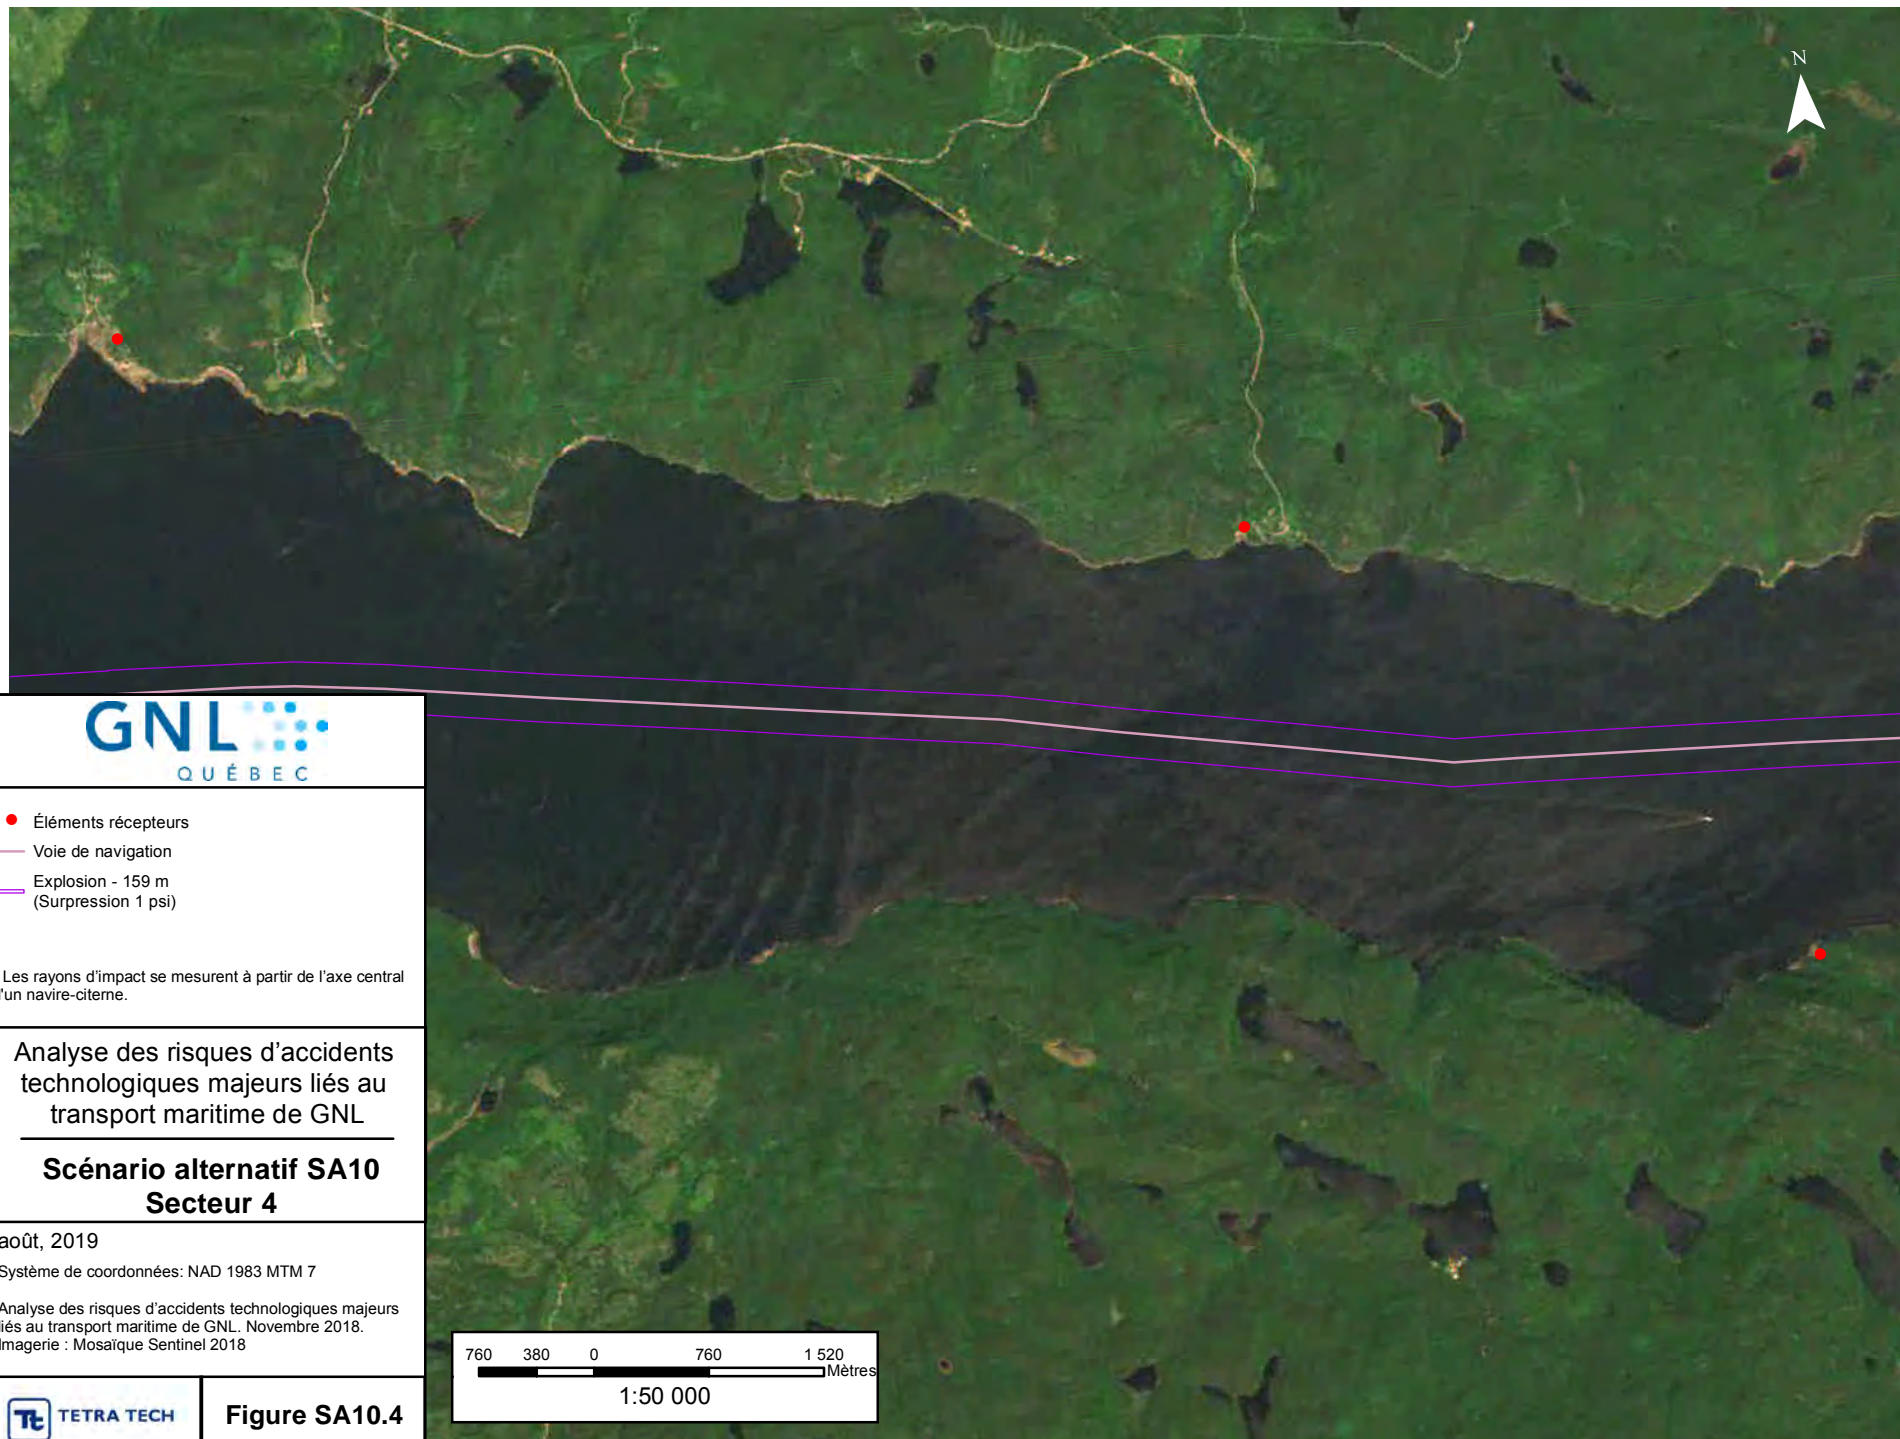 N
GNL
QUÉBEC
Éléments récepteurs
Voie de navigation
Explosion - 159 m
(Surpression 1 psi)
Les rayons d'impact se mesurent à partir de l'axe central
'un navire-citerne.
Analyse des risques d'accidents
technologiques majeurs liés au
transport maritime de GNL
Scénario alternatif SA10
Secteur 4
août, 2019
Système de coordonnées: NAD 1983 MTM 7
Analyse des risques d'accidents technologiques majeurs
liés au transport maritime de GNL. Novembre 2018.
Imagerie : Mosaïque Sentinel 2018
760 380 0 760 1 520
Mètres
1:50 000
Tt TETRA TECH
Figure SA10.4